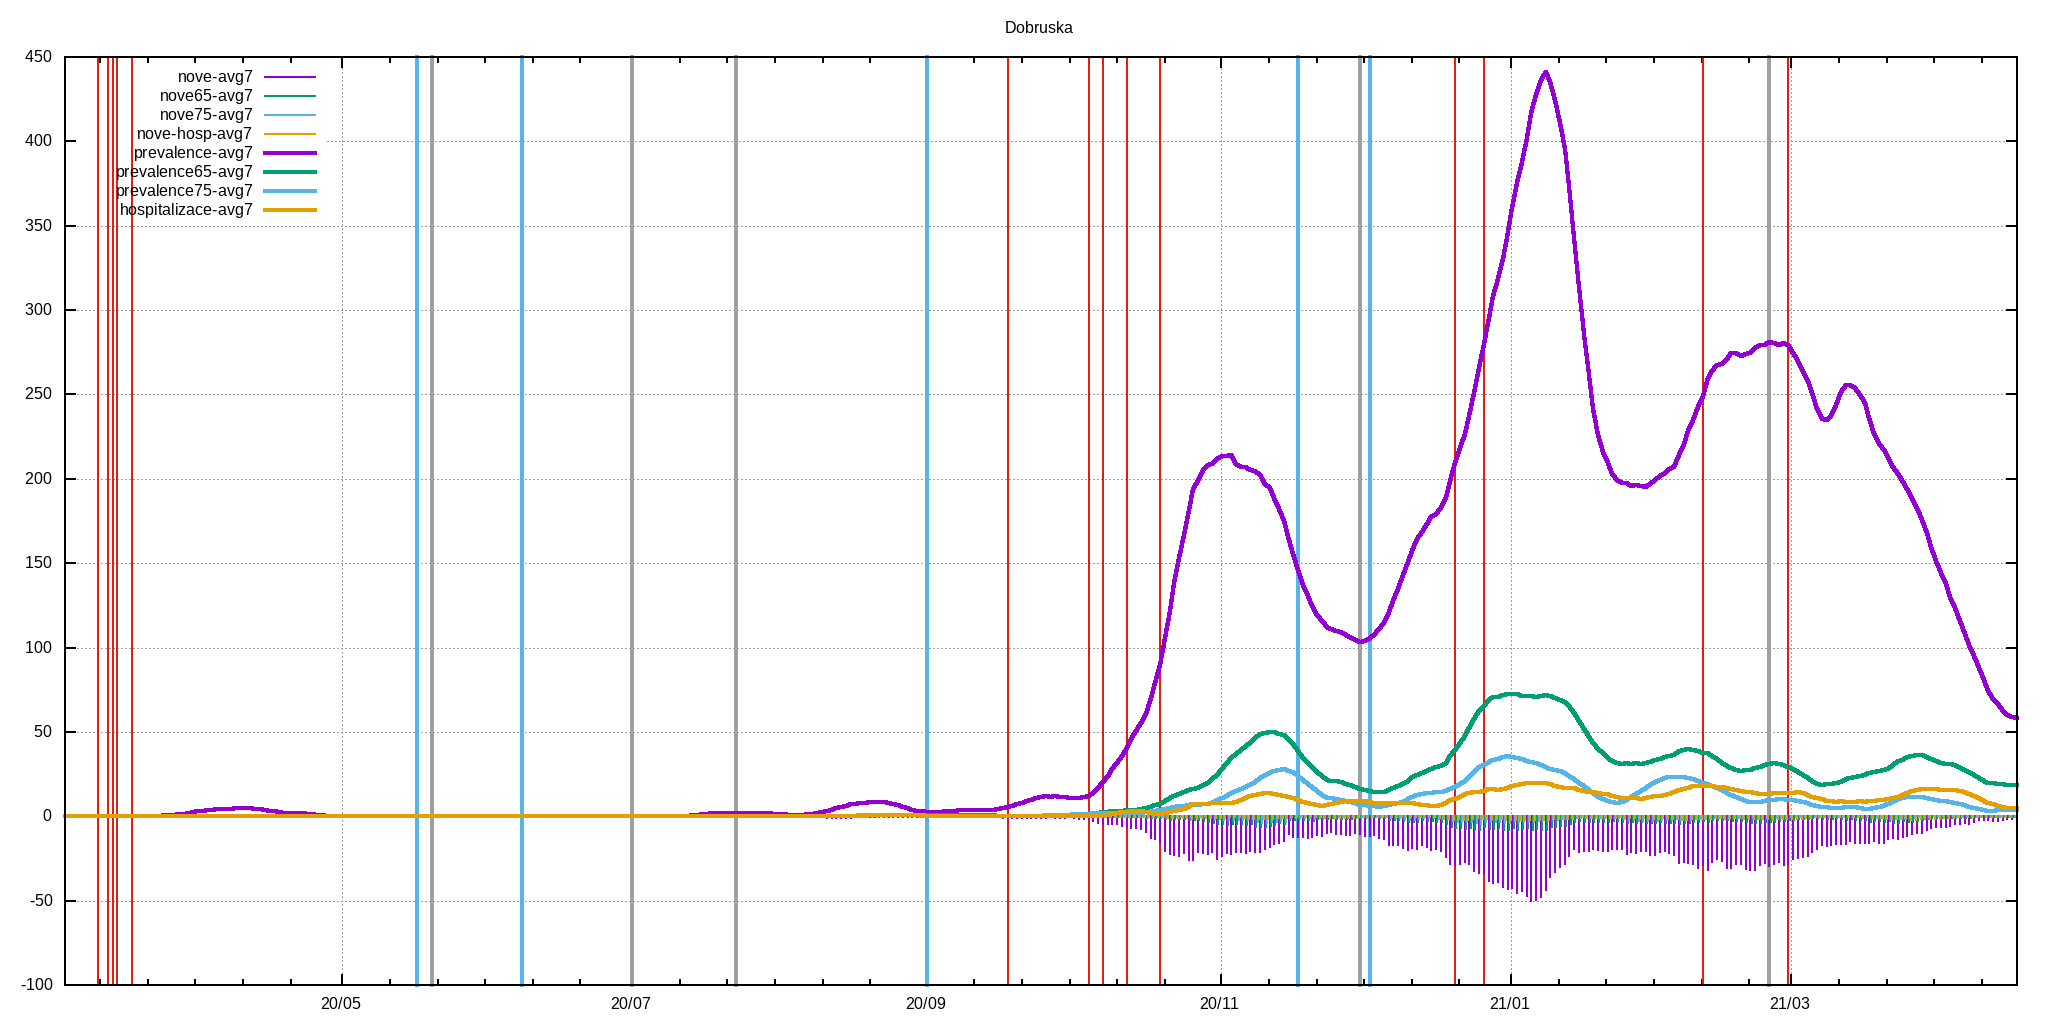 Dobruska
450
400
350
300
250
200
150
100
50
0
-50
-100
nove-avg7
nove65-avg7
nove75-avg7
nove-hosp-avg7
prevalence-avg7
prevalence65-avg7
prevalence75-avg7
hospitalizace-avg7
20/05
20/07
20/09
20/11
21/01
21/03